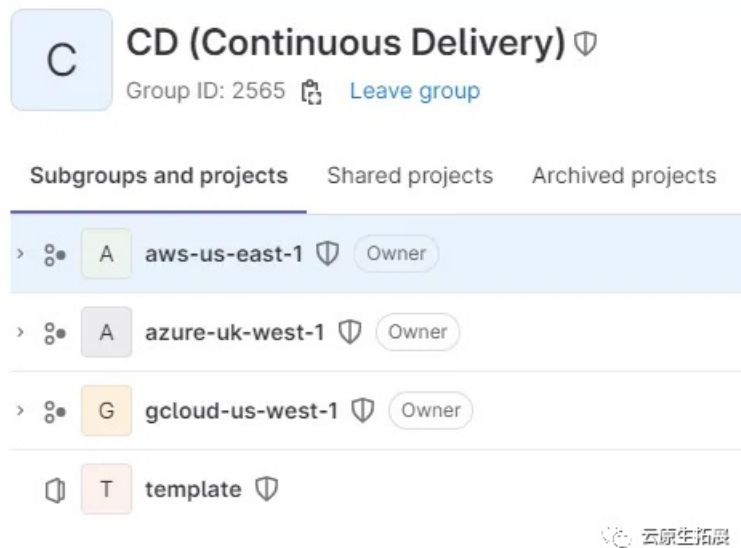 C
CD (Continuous Delivery)
Group ID: 2565 Leave group
Subgroups and projects Shared projects Archived projects
A aws-us-east-1 Owner
A azure-uk-west-1 Owner
G gcloud-us-west-1 Owner
T template
云原生拓展